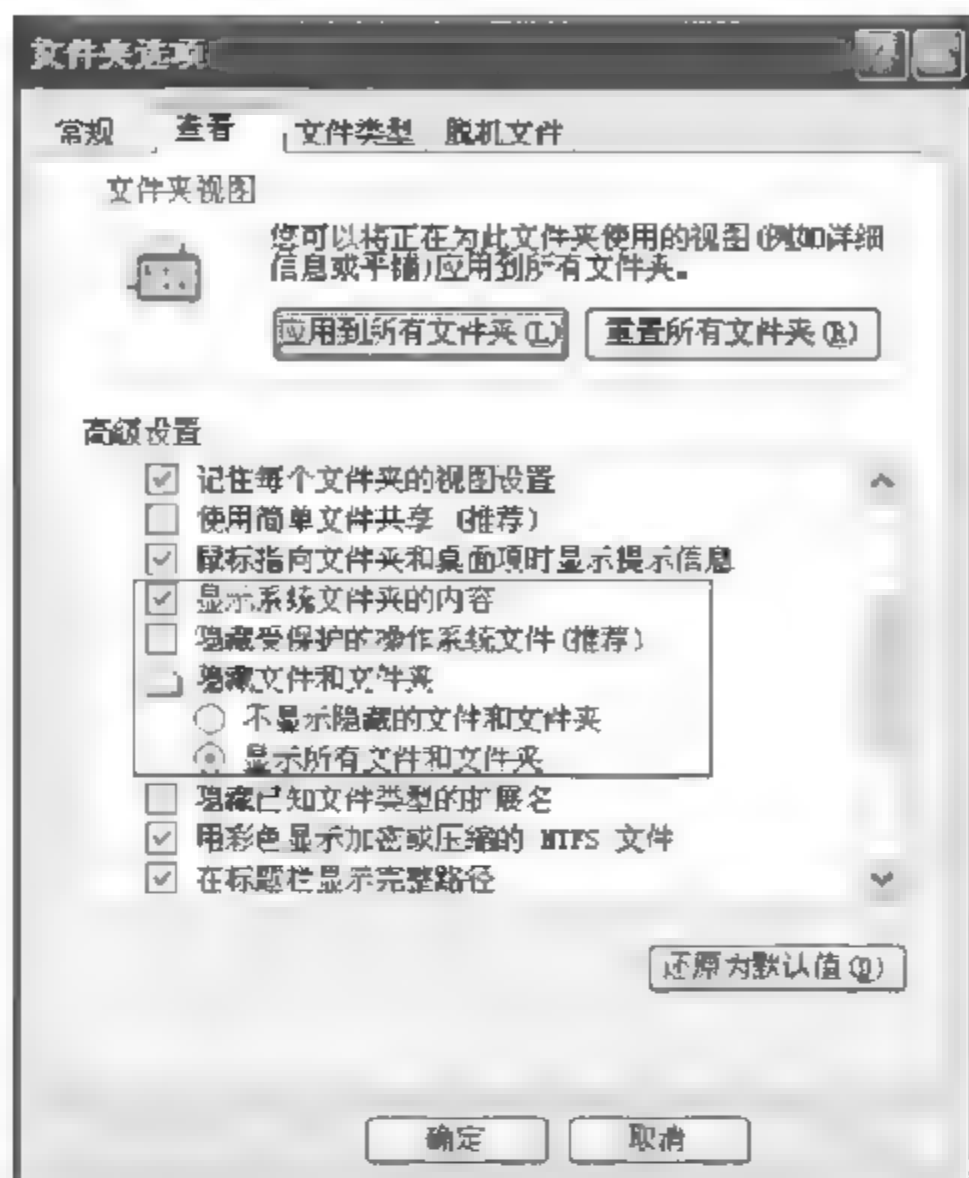 文件夹选项
常规 查看 文件类型 脱机文件
文件夹视图
您可以将正在为此文件夹使用的视图(例如详细
信息或平铺)应用到所有文件夹。
应用到所有文件夹(L) 重置所有文件夹(R)
高级设置
记住每个文件夹的视图设置
使用简单文件共享（推荐）
鼠标指向文件夹和桌面项时显示提示信息
显示系统文件夹的内容
隐藏受保护的操作系统文件(推荐)
隐藏文件和文件夹
不显示隐藏的文件和文件夹
显示所有文件和文件夹
隐藏已知文件类型的扩展名
用彩色显示加密或压缩的 NTFS 文件
在标题栏显示完整路径
还原为默认值(D)
确定 取消